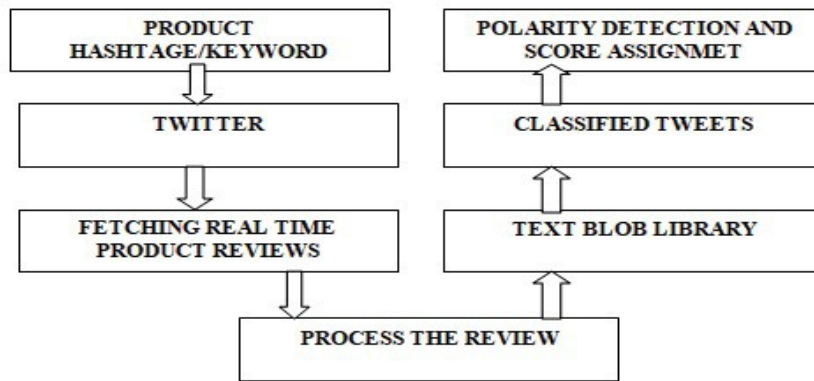 PRODUCT
HASHTAGE/KEYWORD
TWITTER
FETCHING REAL TIME
PRODUCT REVIEWS
PROCESS THE REVIEW
TEXT BLOB LIBRARY
CLASSIFIED TWEETS
POLARITY DETECTION AND
SCORE ASSIGNMET